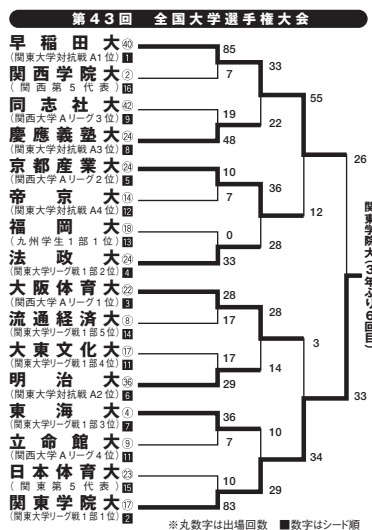 第43回 全国大学選手権大会
早稲田大㊵
(関東大学対抗戦A1位) 1
関西学院大②
(関西第5代表) 16
同志社大㊷
(関西大学Aリーグ3位) 9
慶應義塾大㉔
(関東大学対抗戦A3位) 8
京都産業大㉔
(関西大学Aリーグ2位) 5
帝京大⑭
(関東大学対抗戦A4位) 12
福岡大⑱
(九州学生1部1位) 13
法政大㉔
(関東大学リーグ戦1部2位) 4
大阪体育大㉒
(関西大学Aリーグ1位) 3
流通経済大⑧
(関東大学リーグ戦1部5位) 14
大東文化大⑰
(関東大学リーグ戦1部4位) 11
明治大㊱
(関東大学対抗戦A2位) 6
東海大④
(関東大学リーグ戦1部3位) 7
立命館大⑨
(関西大学Aリーグ4位) 11
日本体育大㉓
(関東第5代表) 15
関東学院大⑰
(関東大学リーグ戦1部1位) 2
85
7
19
48
10
7
0
33
28
17
17
29
36
7
10
83
33
22
36
28
28
14
10
29
55
12
3
34
26
33
関東学院大(3年ぶり6回目)
※丸数字は出場回数 ■数字はシード順